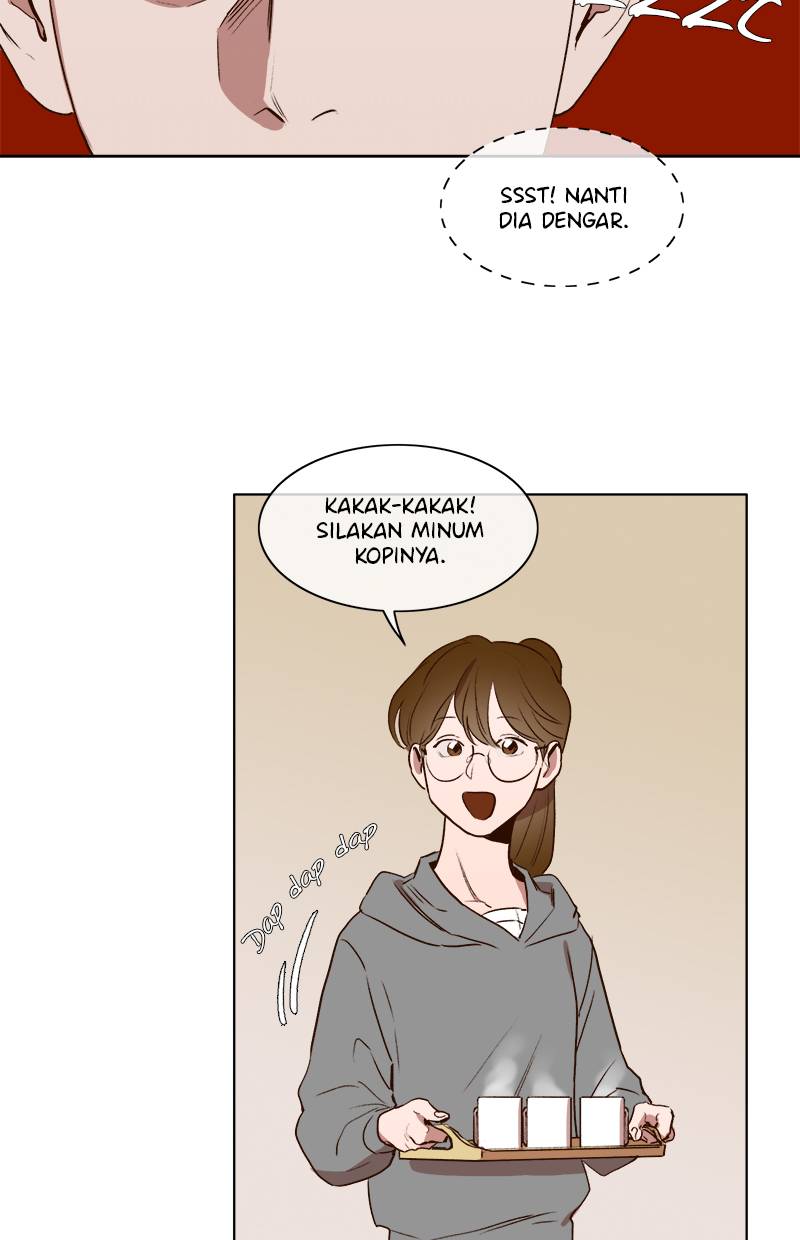 SSST! NANTI
DIA DENGAR.
KAKAK-KAKAK!
SILAKAN MINUM
KOPINYA.
Dap dap dap